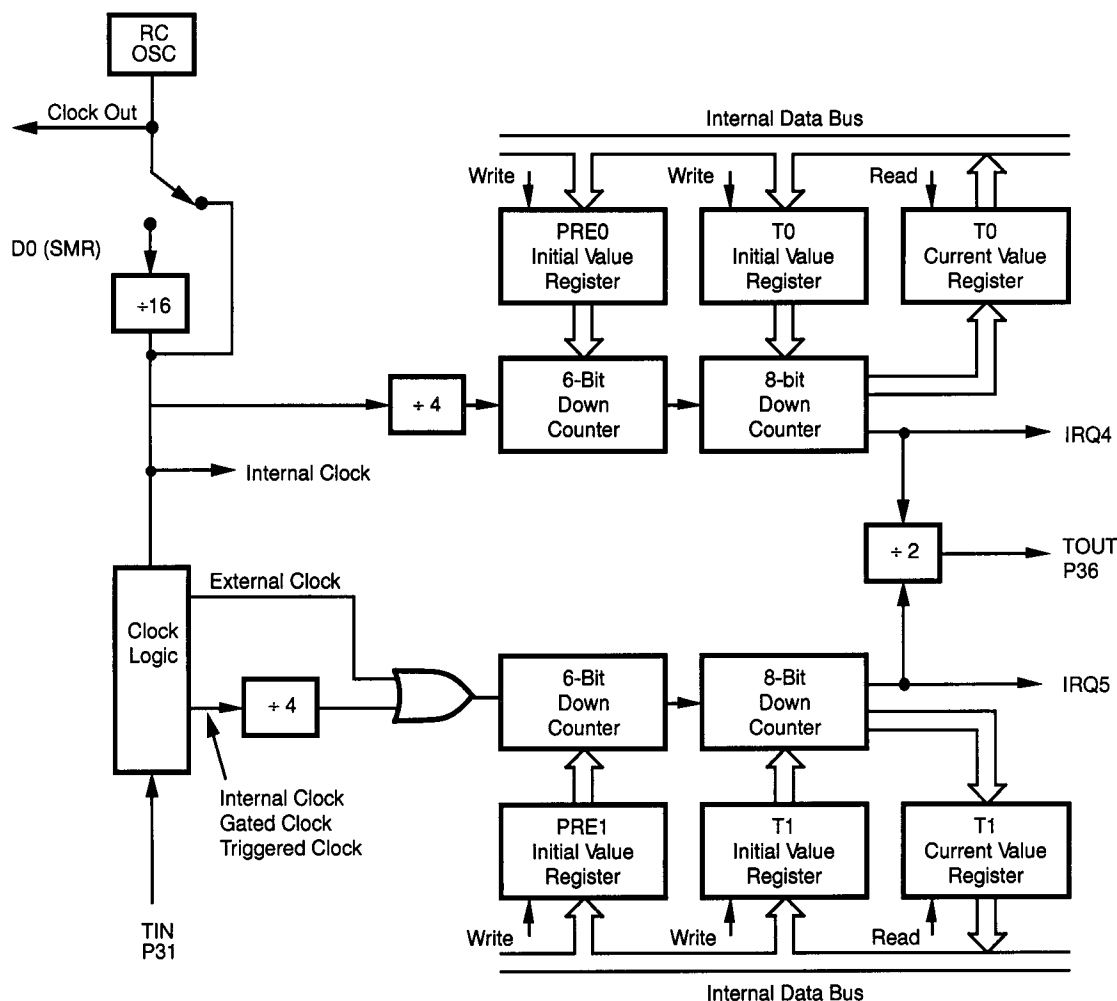 RC
OSC
Clock Out
D0 (SMR)
÷16
Internal Data Bus
Write
Write
Read
PRE0
Initial Value
Register
T0
Initial Value
Register
T0
Current Value
Register
÷ 4
6-Bit
Down
Counter
8-bit
Down
Counter
IRQ4
Internal Clock
÷ 2
TOUT
P36
External Clock
Clock
Logic
÷ 4
6-Bit
Down
Counter
8-Bit
Down
Counter
IRQ5
Internal Clock
Gated Clock
Triggered Clock
PRE1
Initial Value
Register
T1
Initial Value
Register
T1
Current Value
Register
TIN
P31
Write
Write
Read
Internal Data Bus